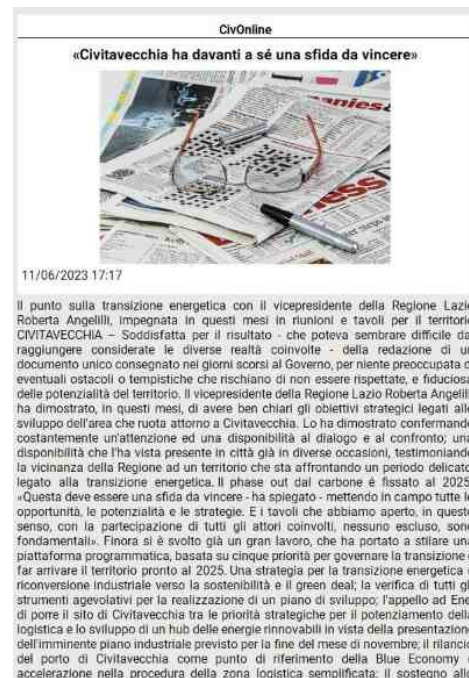 CivOnline
«Civitavecchia ha davanti a sé una sfida da vincere»
11/06/2023 17:17
Il punto sulla transizione energetica con il vicepresidente della Regione Lazio
Roberta Angelilli, impegnata in questi mesi in riunioni e tavoli per il territorio
CIVITAVECCHIA – Soddisfatta per il risultato - che poteva sembrare difficile da
raggiungere considerate le diverse realtà coinvolte - della redazione di un
documento unico consegnato nei giorni scorsi al Governo, per niente preoccupata di
eventuali ostacoli o tempistiche che rischiano di non essere rispettate, e fiduciosa
delle potenzialità del territorio. Il vicepresidente della Regione Lazio Roberta Angelilli
ha dimostrato, in questi mesi, di avere ben chiari gli obiettivi strategici legati allo
sviluppo dell'area che ruota attorno a Civitavecchia. Lo ha dimostrato confermando
costantemente un'attenzione ed una disponibilità al dialogo e al confronto; una
disponibilità che l'ha vista presente in città già in diverse occasioni, testimoniando
la vicinanza della Regione ad un territorio che sta affrontando un periodo delicato
legato alla transizione energetica. Il phase out dal carbone è fissato al 2025.
«Questa deve essere una sfida da vincere - ha spiegato - mettendo in campo tutte le
opportunità, le potenzialità e le strategie. E i tavoli che abbiamo aperto, in questo
senso, con la partecipazione di tutti gli attori coinvolti, nessuno escluso, sono
fondamentali». Finora si è svolto già un gran lavoro, che ha portato a stilare una
piattaforma programmatica, basata su cinque priorità per governare la transizione e
far arrivare il territorio pronto al 2025. Una strategia per la transizione energetica e
riconversione industriale verso la sostenibilità e il green deal; la verifica di tutti gli
strumenti agevolativi per la realizzazione di un piano di sviluppo; l'appello ad Enel
di porre il sito di Civitavecchia tra le priorità strategiche per il potenziamento della
logistica e lo sviluppo di un hub delle energie rinnovabili in vista della presentazione
dell'imminente piano industriale previsto per la fine del mese di novembre; il rilancio
del porto di Civitavecchia come punto di riferimento della Blue Economy e
accelerazione nella procedura della zona logistica semplificata; il sostegno alle